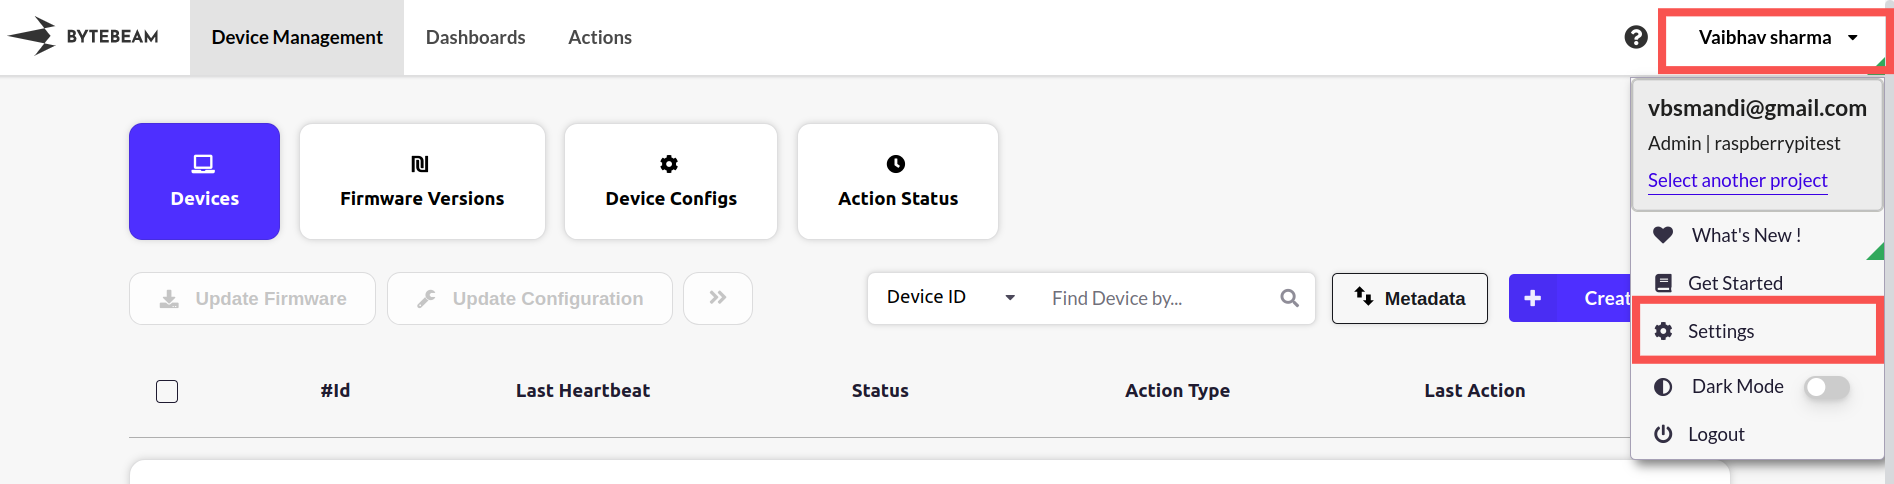 BYTEBEAM
Device Management
Dashboards
Actions
?
Vaibhav sharma
vbsmandi@gmail.com
Admin | raspberrypitest
Select another project
What's New !
Get Started
Settings
Dark Mode
Logout
Devices
Firmware Versions
Device Configs
Action Status
Update Firmware
Update Configuration
Device ID
Find Device by...
Metadata
+ Creat
#Id
Last Heartbeat
Status
Action Type
Last Action